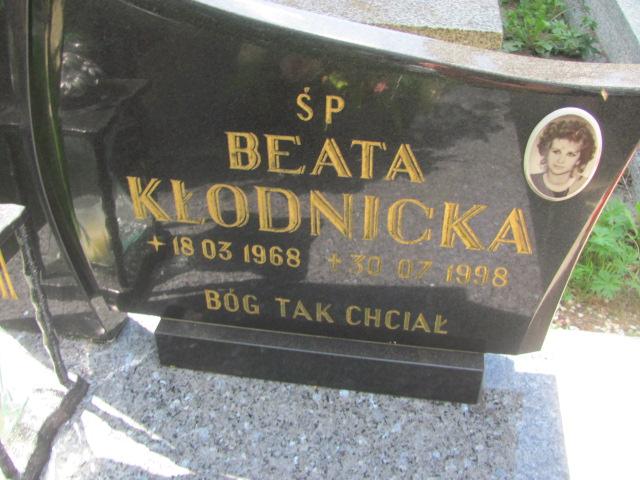 ŚP
BEATA
KŁODNICKA
+18 03 1968 +30 07 1998
BÓG TAK CHCIAŁ